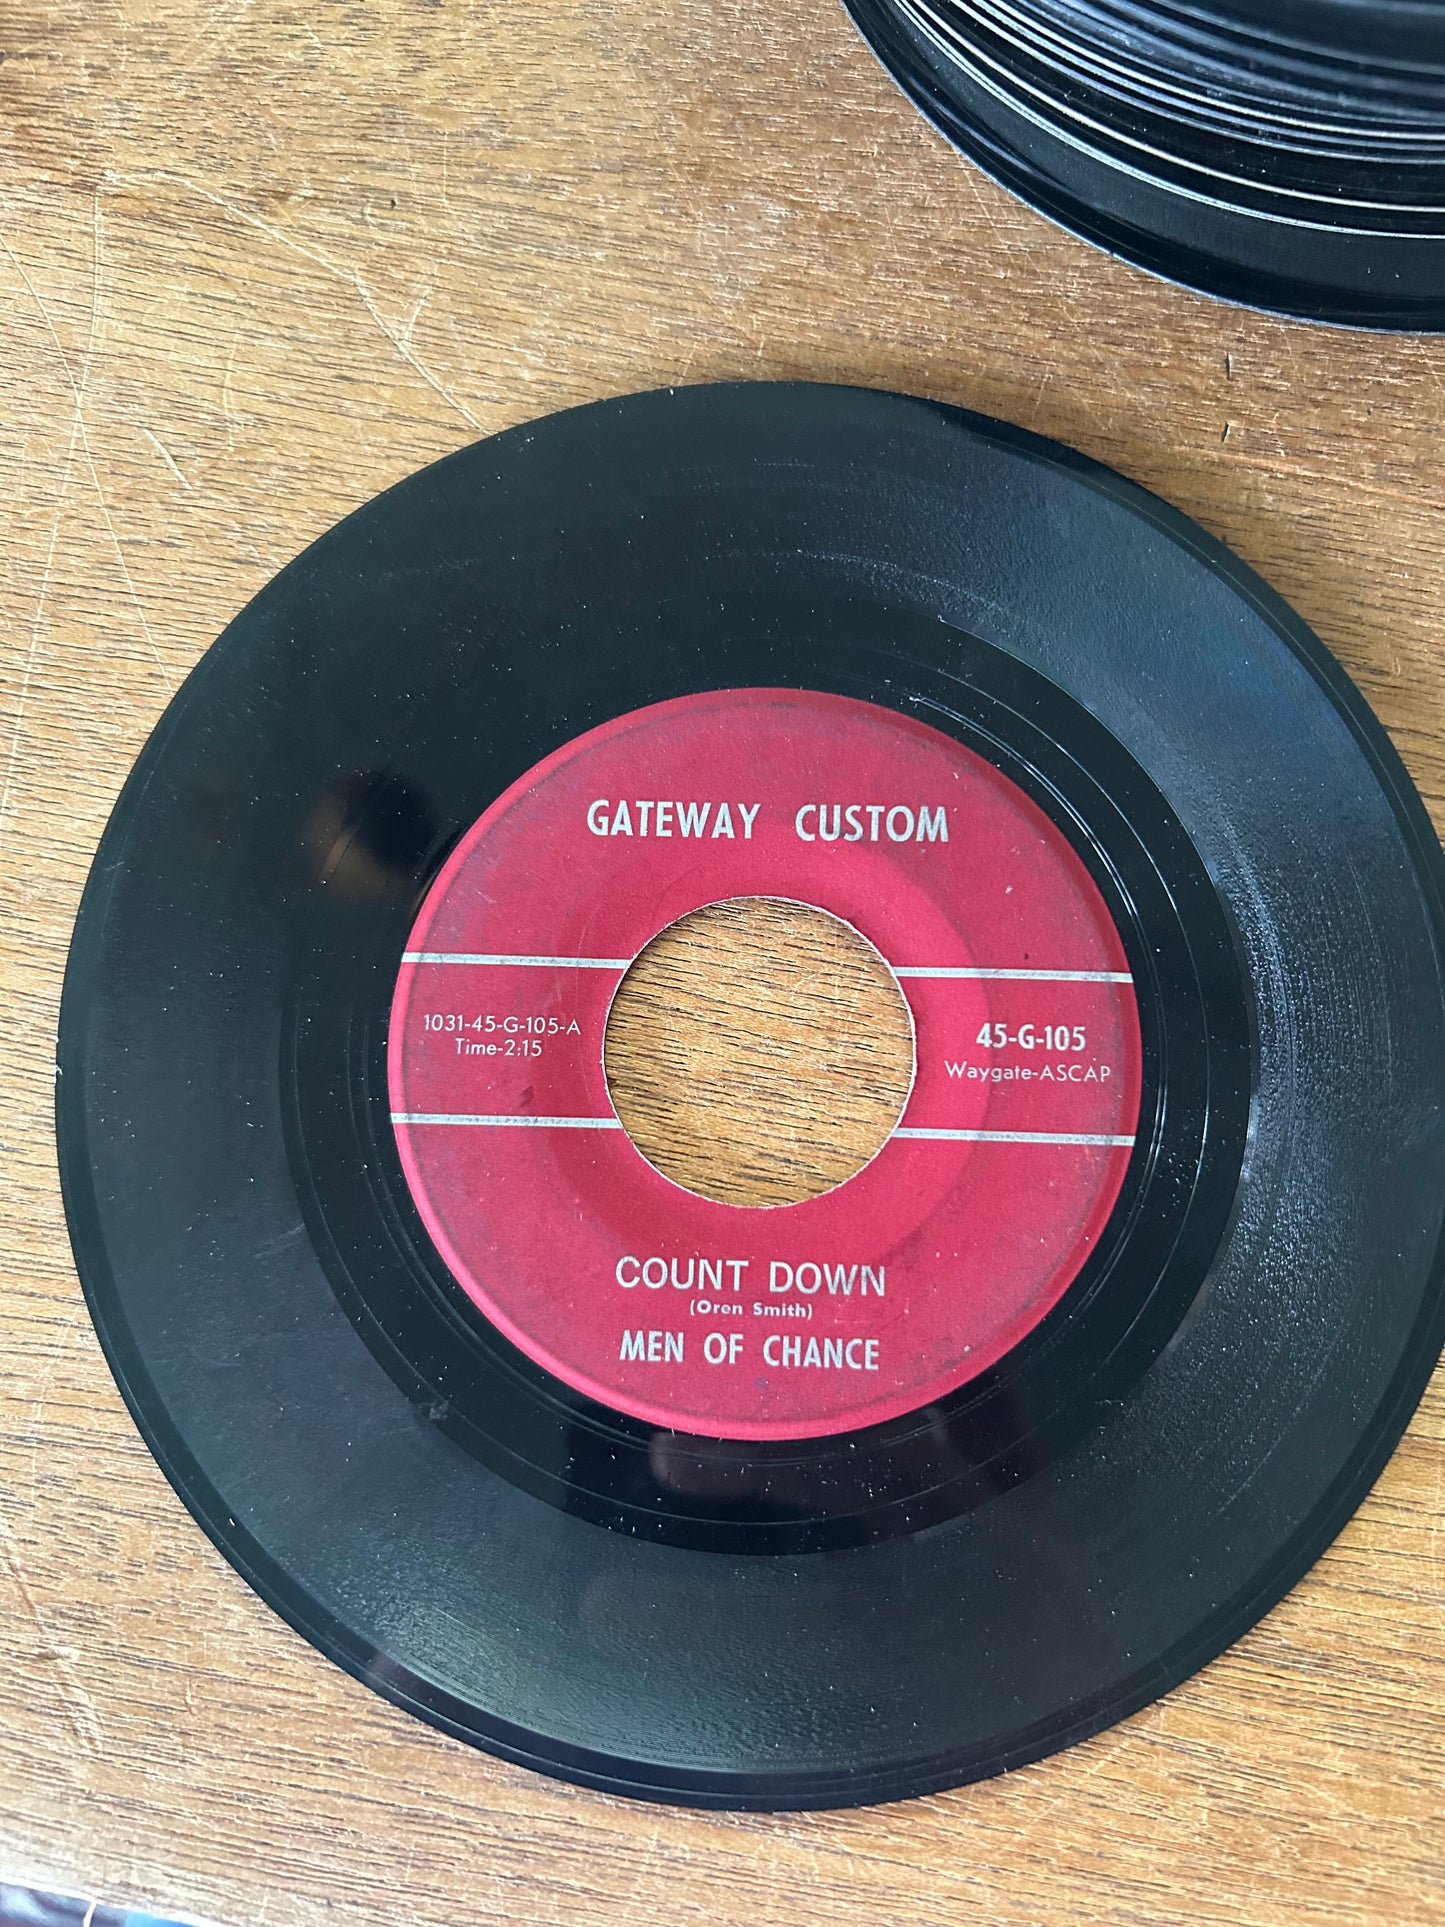 GATEWAY CUSTOM
1031-45-G-105-A
Time-2:15
45-G-105
Waygate-ASCAP
COUNT DOWN
(Oren Smith)
MEN OF CHANCE